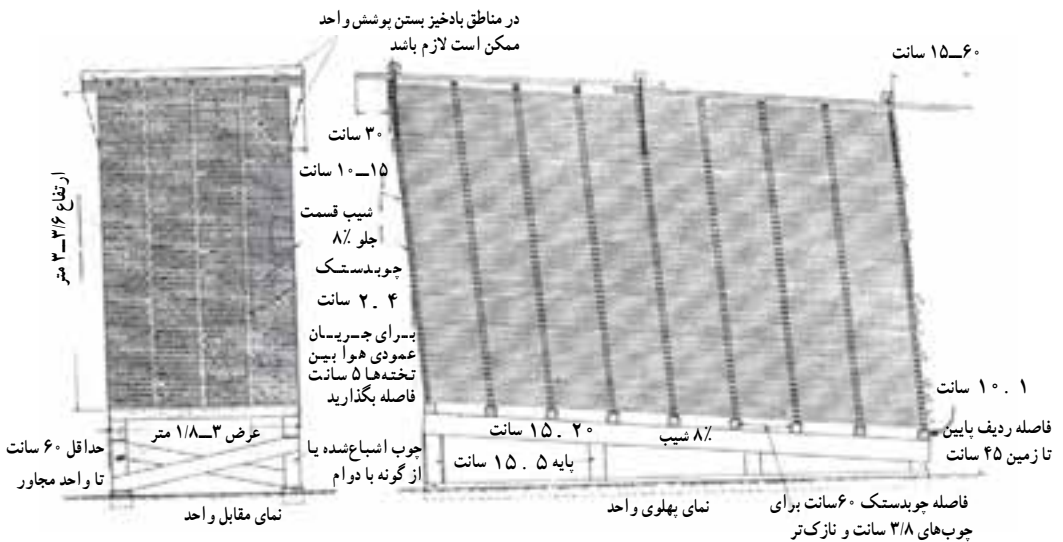 در مناطق بادخیز بستن پوشش واحد
ممکن است لازم باشد
۶۰ــ۱۵ سانت
۳۰ سانت
۱۵ــ۱۰ سانت
ارتفاع ۳/۶ــ۳ متر
شیب قسمت
جلو ۸٪
چوبدستک
۲ . ۴ سانت
بـرای جـریـان
عمودی هوا بین
تخته‌ها ۵ سانت
فاصله بگذارید
۱۰ . ۱ سانت
فاصله ردیف پایین
تا زمین ۴۵ سانت
عرض ۳ــ۱/۸ متر
حداقل ۶۰ سانت
تا واحد مجاور
چوب اشباع‌شده یا
از گونه با دوام
۱۵ . ۲۰ سانت
۸٪ شیب
پایه ۵ . ۱۵ سانت
فاصله چوبدستک ۶۰سانت برای
چوب‌های ۳/۸ سانت و نازک‌تر
نمای پهلوی واحد
نمای مقابل واحد